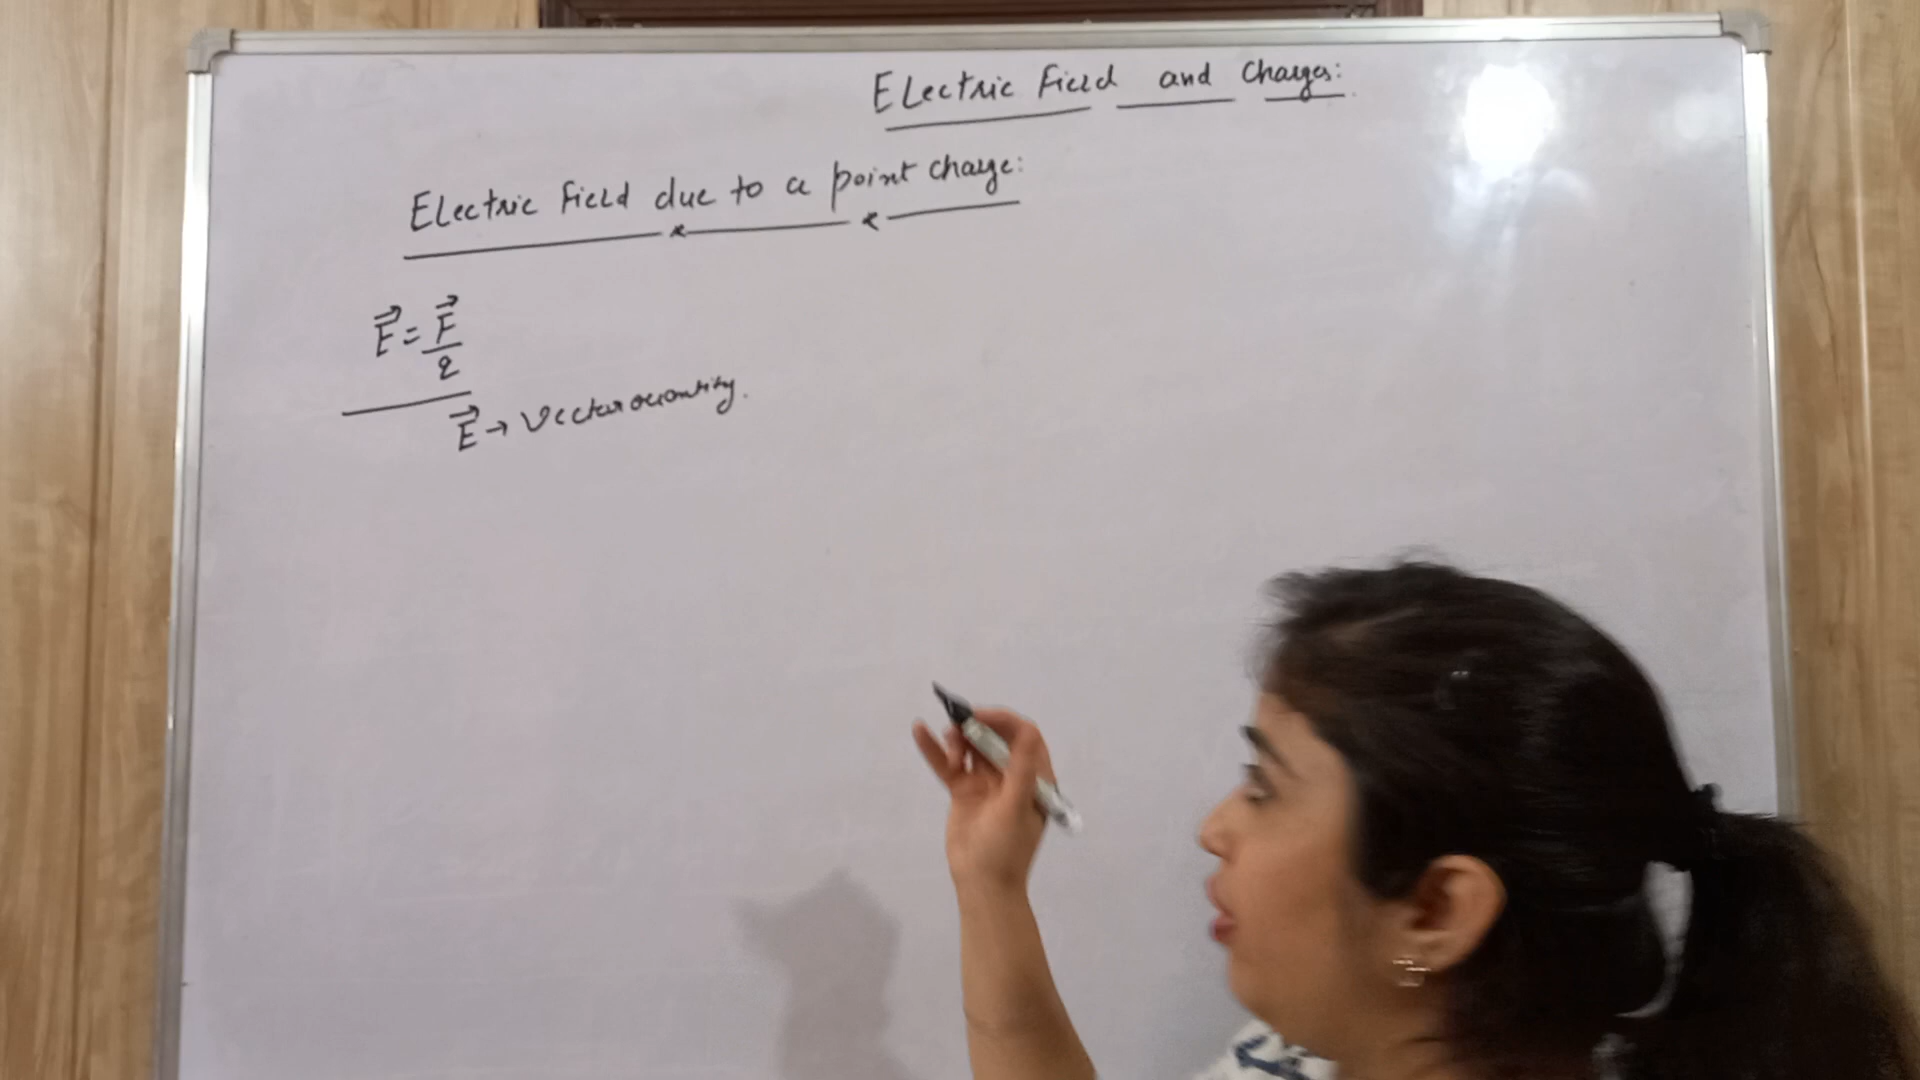 Electric Field and Charges:
Electric Field due to a point charge:
E⃗ = F⃗/q
E⃗ → Vector quantity.